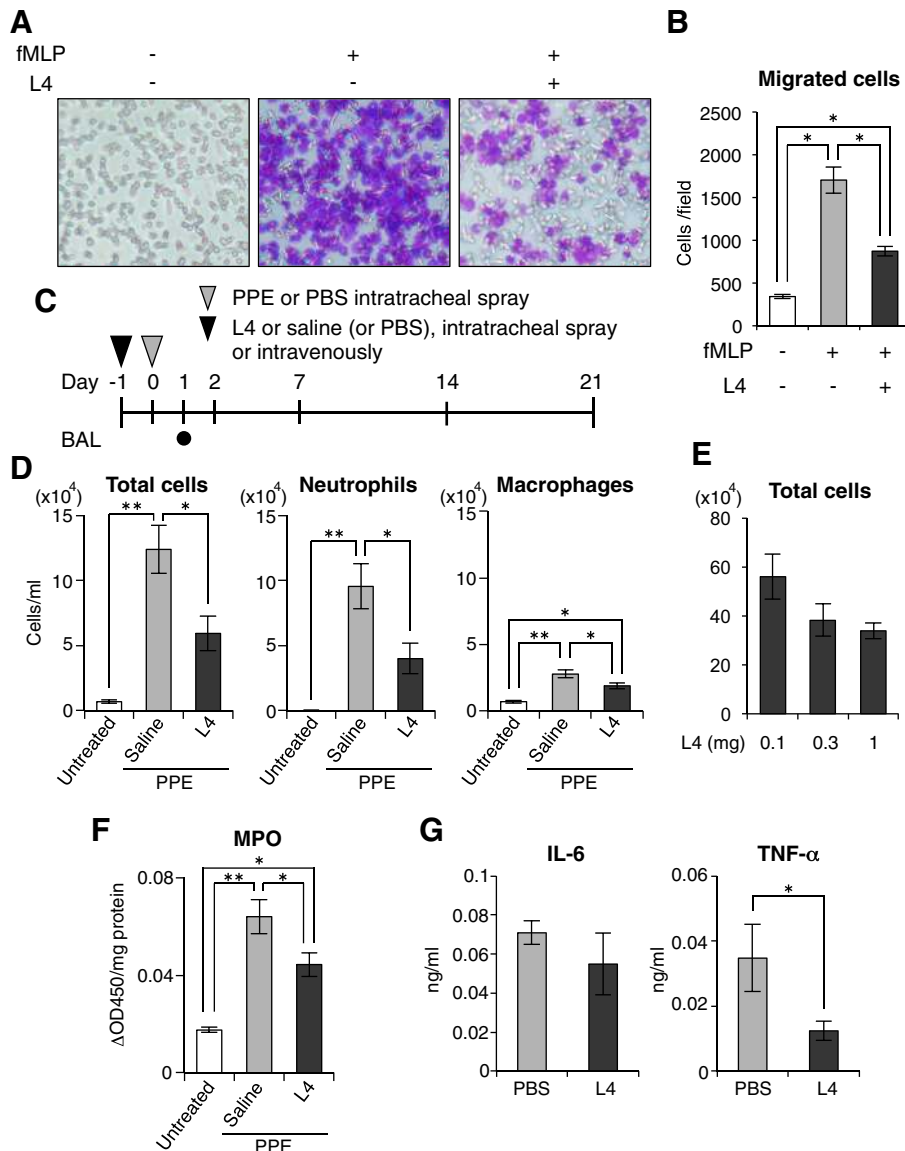 A
fMLP - + +
L4 - - +
B
Migrated cells
Cells /field
2500
2000
1500
1000
500
0
* * *
fMLP - + +
L4 - - +
C
PPE or PBS intratracheal spray
L4 or saline (or PBS), intratracheal spray
or intravenously
Day -1 0 1 2 7 14 21
BAL
D
Total cells
(x10⁴)
Cells/ml
15
10
5
0
** *
Untreated Saline L4
PPE
Neutrophils
(x10⁴)
15
10
5
0
** *
Untreated Saline L4
PPE
Macrophages
(x10⁴)
15
10
5
0
*
** *
Untreated Saline L4
PPE
E
Total cells
(x10⁴)
80
60
40
20
0
L4 (mg) 0.1 0.3 1
F
MPO
ΔOD450/mg protein
0.08
0.04
0
*
** *
Untreated Saline L4
PPE
G
IL-6
ng/ml
0.1
0.08
0.06
0.04
0.02
0
PBS L4
TNF-α
ng/ml
0.06
0.04
0.02
0
*
PBS L4